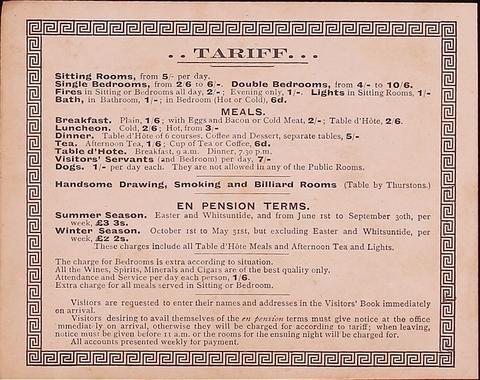 . . TARIFF. . .
Sitting Rooms, from 5/- per day.
Single Bedrooms, from 2/6 to 6/-. Double Bedrooms, from 4/- to 10/6.
Fires in Sitting or Bedrooms all day, 2/-; Evening only, 1/-. Lights in Sitting Rooms, 1/-
Bath, in Bathroom, 1/-; in Bedroom (Hot or Cold), 6d.
MEALS.
Breakfast. Plain, 1/6; with Eggs and Bacon or Cold Meat, 2/-; Table d'Hôte, 2/6.
Luncheon. Cold, 2/6; Hot, from 3/-
Dinner. Table d'Hôte of 6 courses, Coffee and Dessert, separate tables, 5/-
Tea. Afternoon Tea, 1/6; Cup of Tea or Coffee, 6d.
Table d'Hote. Breakfast, 9 a.m. Dinner, 7.30 p.m.
Visitors' Servants (and Bedroom) per day, 7/-
Dogs. 1/- per day each. They are not allowed in any of the Public Rooms.
Handsome Drawing, Smoking and Billiard Rooms (Table by Thurstons.)
EN PENSION TERMS.
Summer Season. Easter and Whitsuntide, and from June 1st to September 30th, per
week, £3 3s.
Winter Season. October 1st to May 31st, but excluding Easter and Whitsuntide, per
week, £2 2s.
These charges include all Table d'Hôte Meals and Afternoon Tea and Lights.
The charge for Bedrooms is extra according to situation.
All the Wines, Spirits, Minerals and Cigars are of the best quality only.
Attendance and Service per day each person, 1/6.
Extra charge for all meals served in Sitting or Bedroom.
Visitors are requested to enter their names and addresses in the Visitors' Book immediately
on arrival.
Visitors desiring to avail themselves of the en pension terms must give notice at the office
immediately on arrival, otherwise they will be charged for according to tariff; when leaving,
notice must be given before 11 a.m. or the rooms for the ensuing night will be charged for.
All accounts presented weekly for payment.